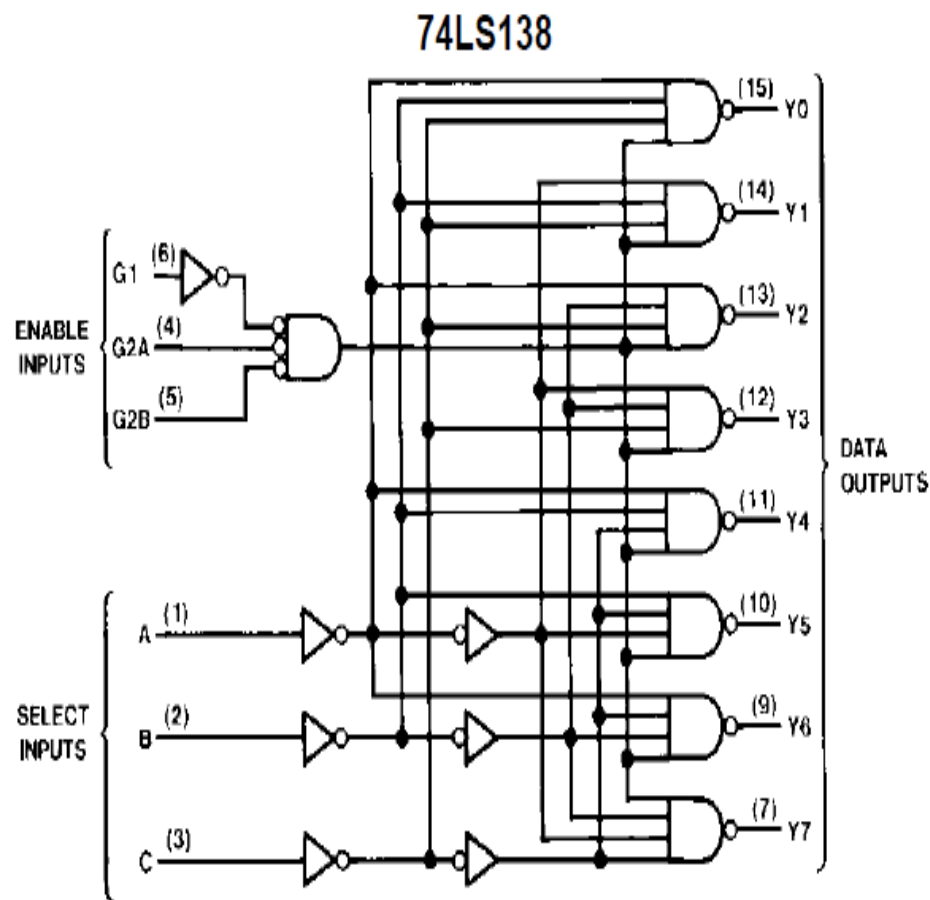 74LS138
(15) Y0
(14) Y1
G1 (6)
(13) Y2
ENABLE
INPUTS
G2A (4)
G2B (5)
(12) Y3
DATA
OUTPUTS
(11) Y4
A (1)
(10) Y5
SELECT
INPUTS
B (2)
(9) Y6
C (3)
(7) Y7